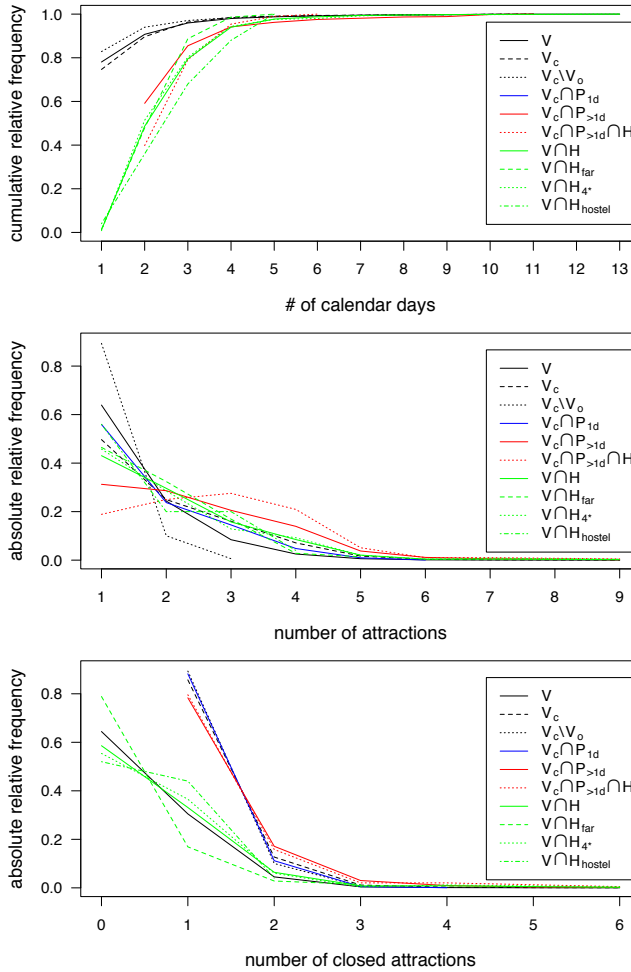 cumulative relative frequency
0.0 0.2 0.4 0.6 0.8 1.0
V
Vc
Vc\Vo
Vc∩P1d
Vc∩P>1d
Vc∩P>1d∩H
V∩H
V∩Hfar
V∩H4*
V∩Hhostel
1 2 3 4 5 6 7 8 9 10 11 12 13
# of calendar days
absolute relative frequency
0.0 0.2 0.4 0.6 0.8
V
Vc
Vc\Vo
Vc∩P1d
Vc∩P>1d
Vc∩P>1d∩H
V∩H
V∩Hfar
V∩H4*
V∩Hhostel
1 2 3 4 5 6 7 8 9
number of attractions
absolute relative frequency
0.0 0.2 0.4 0.6 0.8
V
Vc
Vc\Vo
Vc∩P1d
Vc∩P>1d
Vc∩P>1d∩H
V∩H
V∩Hfar
V∩H4*
V∩Hhostel
0 1 2 3 4 5 6
number of closed attractions